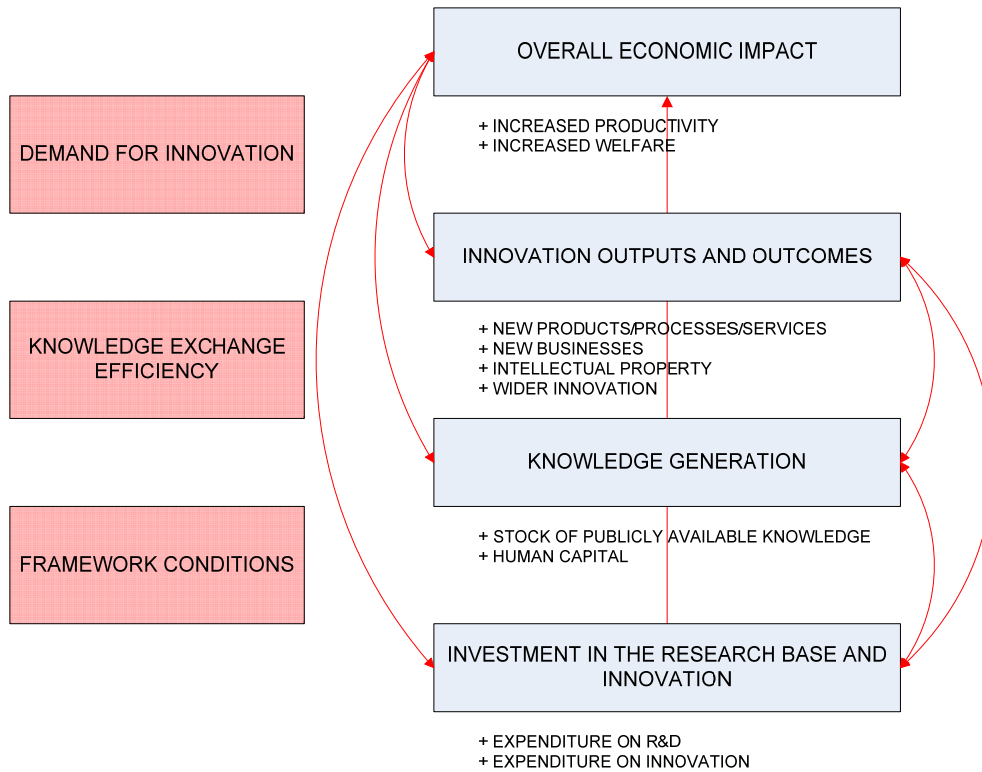 OVERALL ECONOMIC IMPACT
+ INCREASED PRODUCTIVITY
+ INCREASED WELFARE
DEMAND FOR INNOVATION
INNOVATION OUTPUTS AND OUTCOMES
+ NEW PRODUCTS/PROCESSES/SERVICES
+ NEW BUSINESSES
+ INTELLECTUAL PROPERTY
+ WIDER INNOVATION
KNOWLEDGE EXCHANGE
EFFICIENCY
KNOWLEDGE GENERATION
+ STOCK OF PUBLICLY AVAILABLE KNOWLEDGE
+ HUMAN CAPITAL
FRAMEWORK CONDITIONS
INVESTMENT IN THE RESEARCH BASE AND
INNOVATION
+ EXPENDITURE ON R&D
+ EXPENDITURE ON INNOVATION